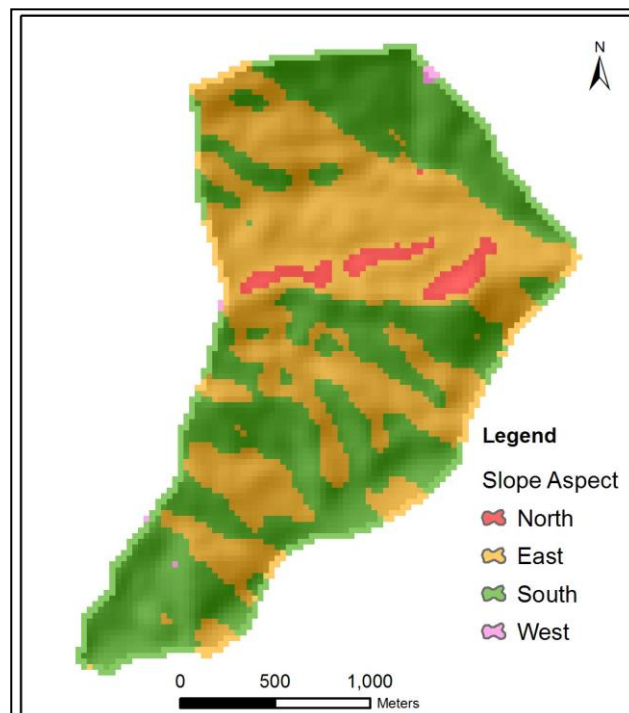 N
Legend
Slope Aspect
North
East
South
West
0 500 1,000
Meters